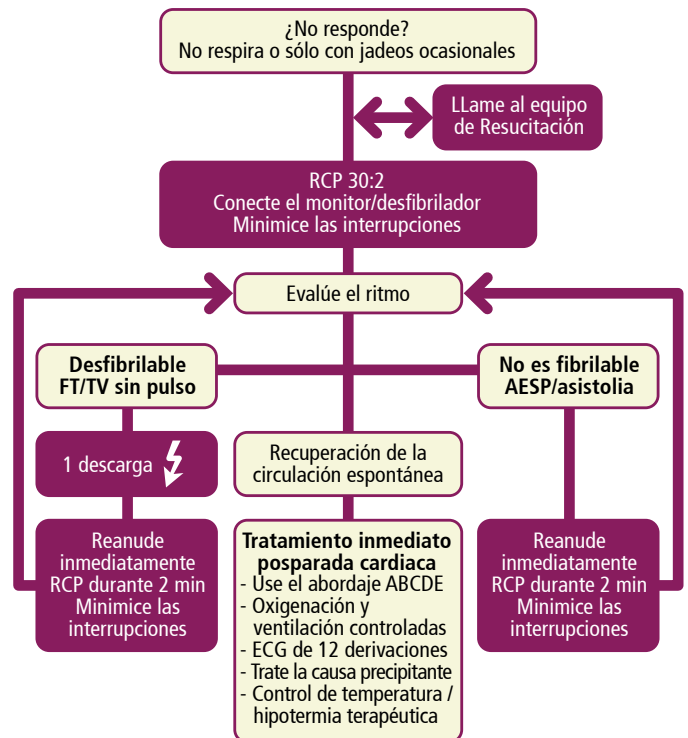 ¿No responde?
No respira o sólo con jadeos ocasionales
LLame al equipo
de Resucitación
RCP 30:2
Conecte el monitor/desfibrilador
Minimice las interrupciones
Evalúe el ritmo
Desfibrilable
FT/TV sin pulso
No es fibrilable
AESP/asistolia
1 descarga
Recuperación de la
circulación espontánea
Reanude
inmediatamente
RCP durante 2 min
Minimice las
interrupciones
Tratamiento inmediato
posparada cardiaca
- Use el abordaje ABCDE
- Oxigenación y
ventilación controladas
- ECG de 12 derivaciones
- Trate la causa precipitante
- Control de temperatura /
hipotermia terapéutica
Reanude
inmediatamente
RCP durante 2 min
Minimice las
interrupciones